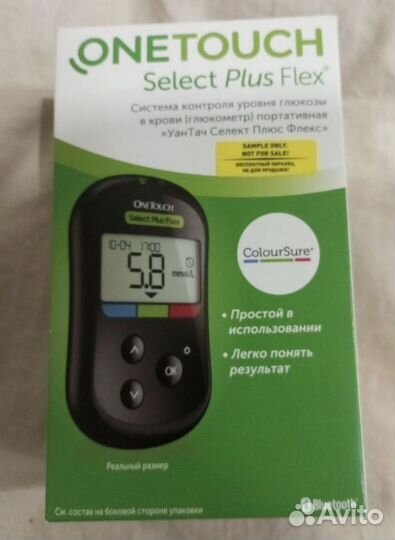 ONETOUCH
Select Plus Flex®
Система контроля уровня глюкозы
в крови (глюкометр) портативная
«УанТач Селект Плюс Флекс»
SAMPLE ONLY,
NOT FOR SALE!
БЕСПЛАТНЫЙ ОБРАЗЕЦ,
НЕ ДЛЯ ПРОДАЖИ!
ONETOUCH
Select Plus Flex
10-04 17:00
5.8
mmol/L
OK
ColourSure®
• Простой в
использовании
• Легко понять
результат
Реальный размер
См. состав на боковой стороне упаковки
Bluetooth®
Avito